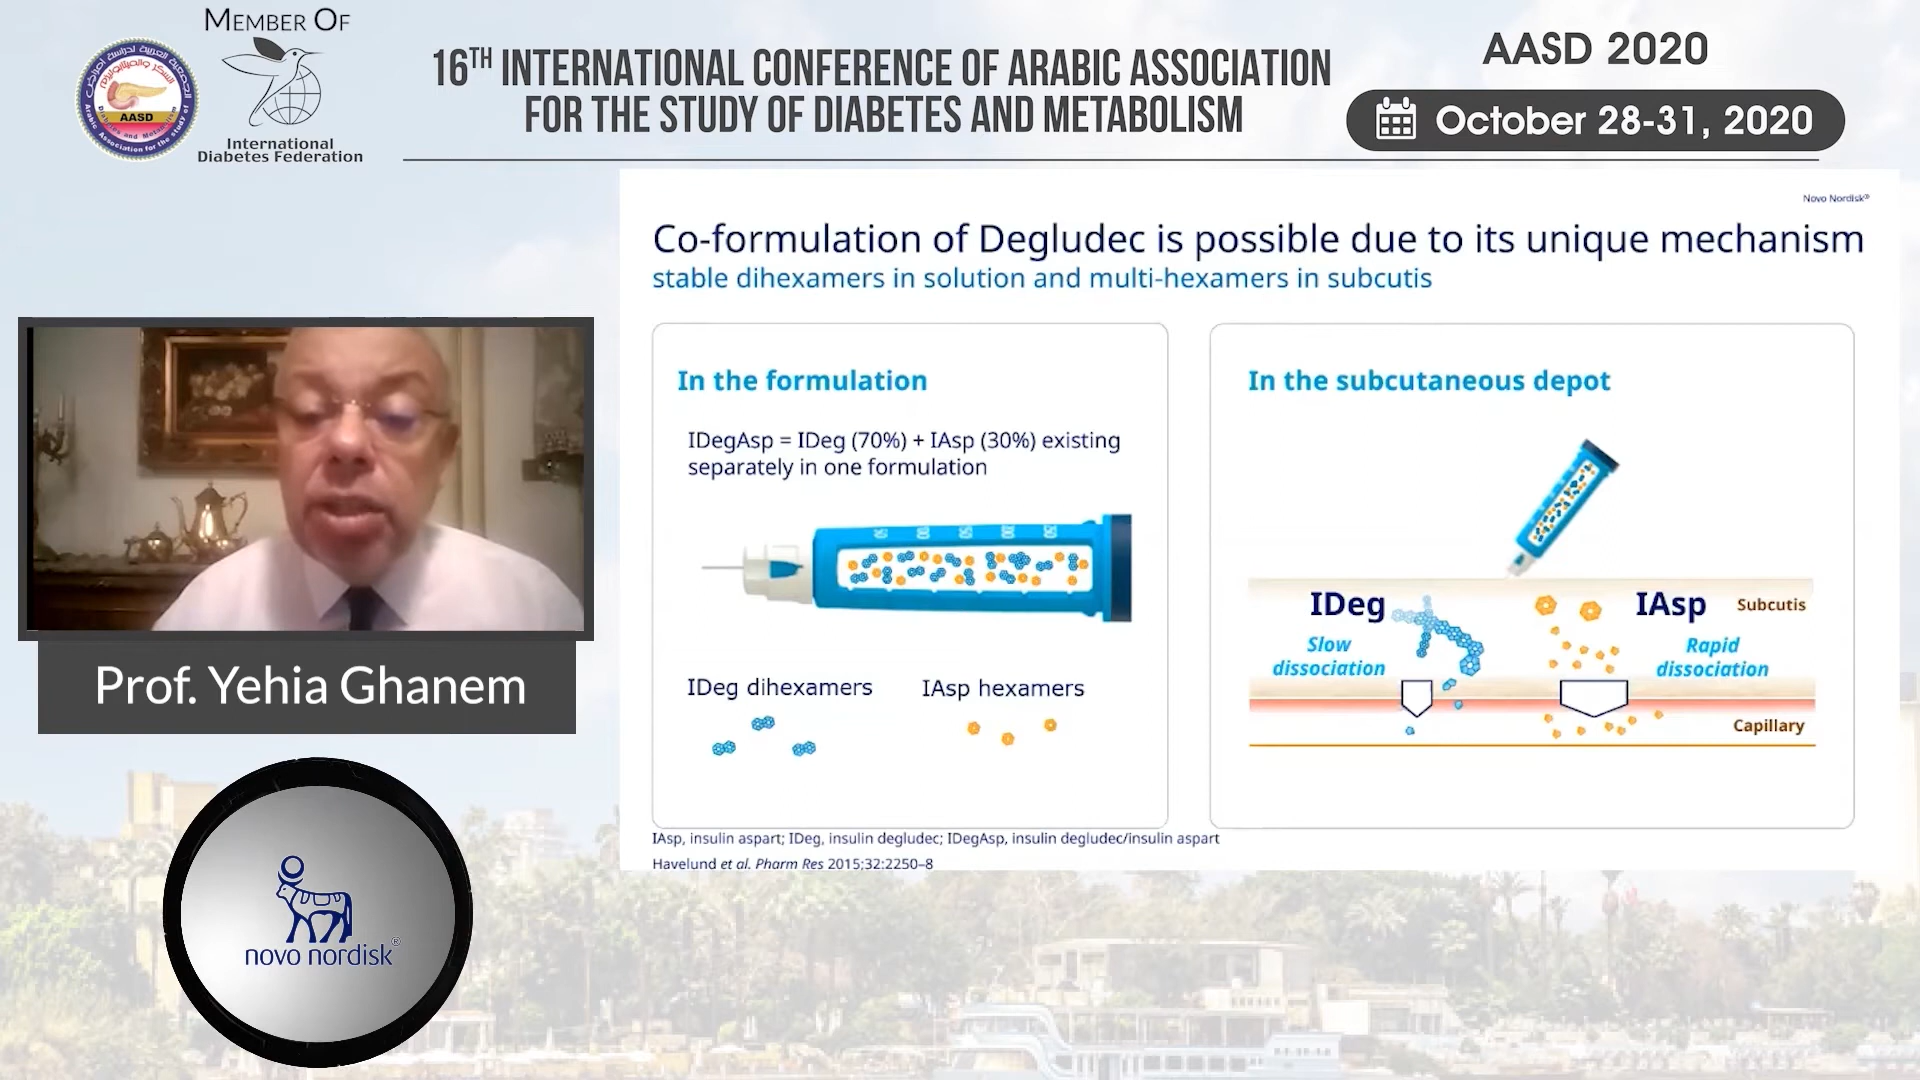 MEMBER OF
AASD
International
Diabetes Federation
16TH INTERNATIONAL CONFERENCE OF ARABIC ASSOCIATION
FOR THE STUDY OF DIABETES AND METABOLISM
AASD 2020
October 28-31, 2020
Novo Nordisk®
Co-formulation of Degludec is possible due to its unique mechanism
stable dihexamers in solution and multi-hexamers in subcutis
In the formulation
IDegAsp = IDeg (70%) + IAsp (30%) existing
separately in one formulation
IDeg dihexamers
IAsp hexamers
In the subcutaneous depot
IDeg
IAsp
Subcutis
Slow
dissociation
Rapid
dissociation
Capillary
IAsp, insulin aspart; IDeg, insulin degludec; IDegAsp, insulin degludec/insulin aspart
Havelund et al. Pharm Res 2015;32:2250–8
Prof. Yehia Ghanem
novo nordisk®